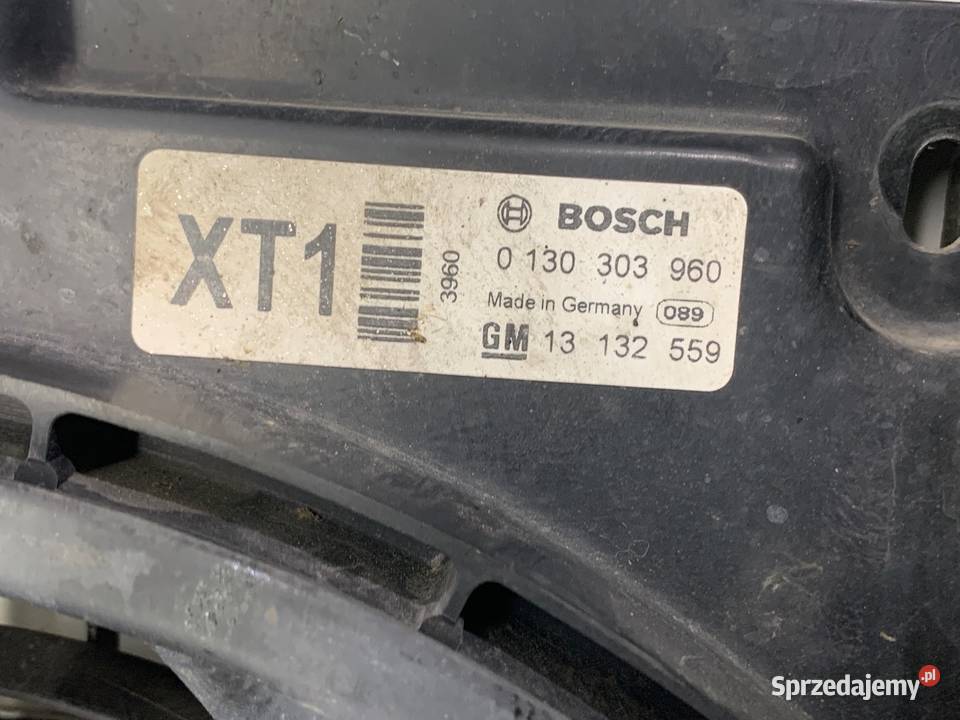 XT1
3960
BOSCH
0 130 303 960
Made in Germany 089
GM 13 132 559
Sprzedajemy.pl